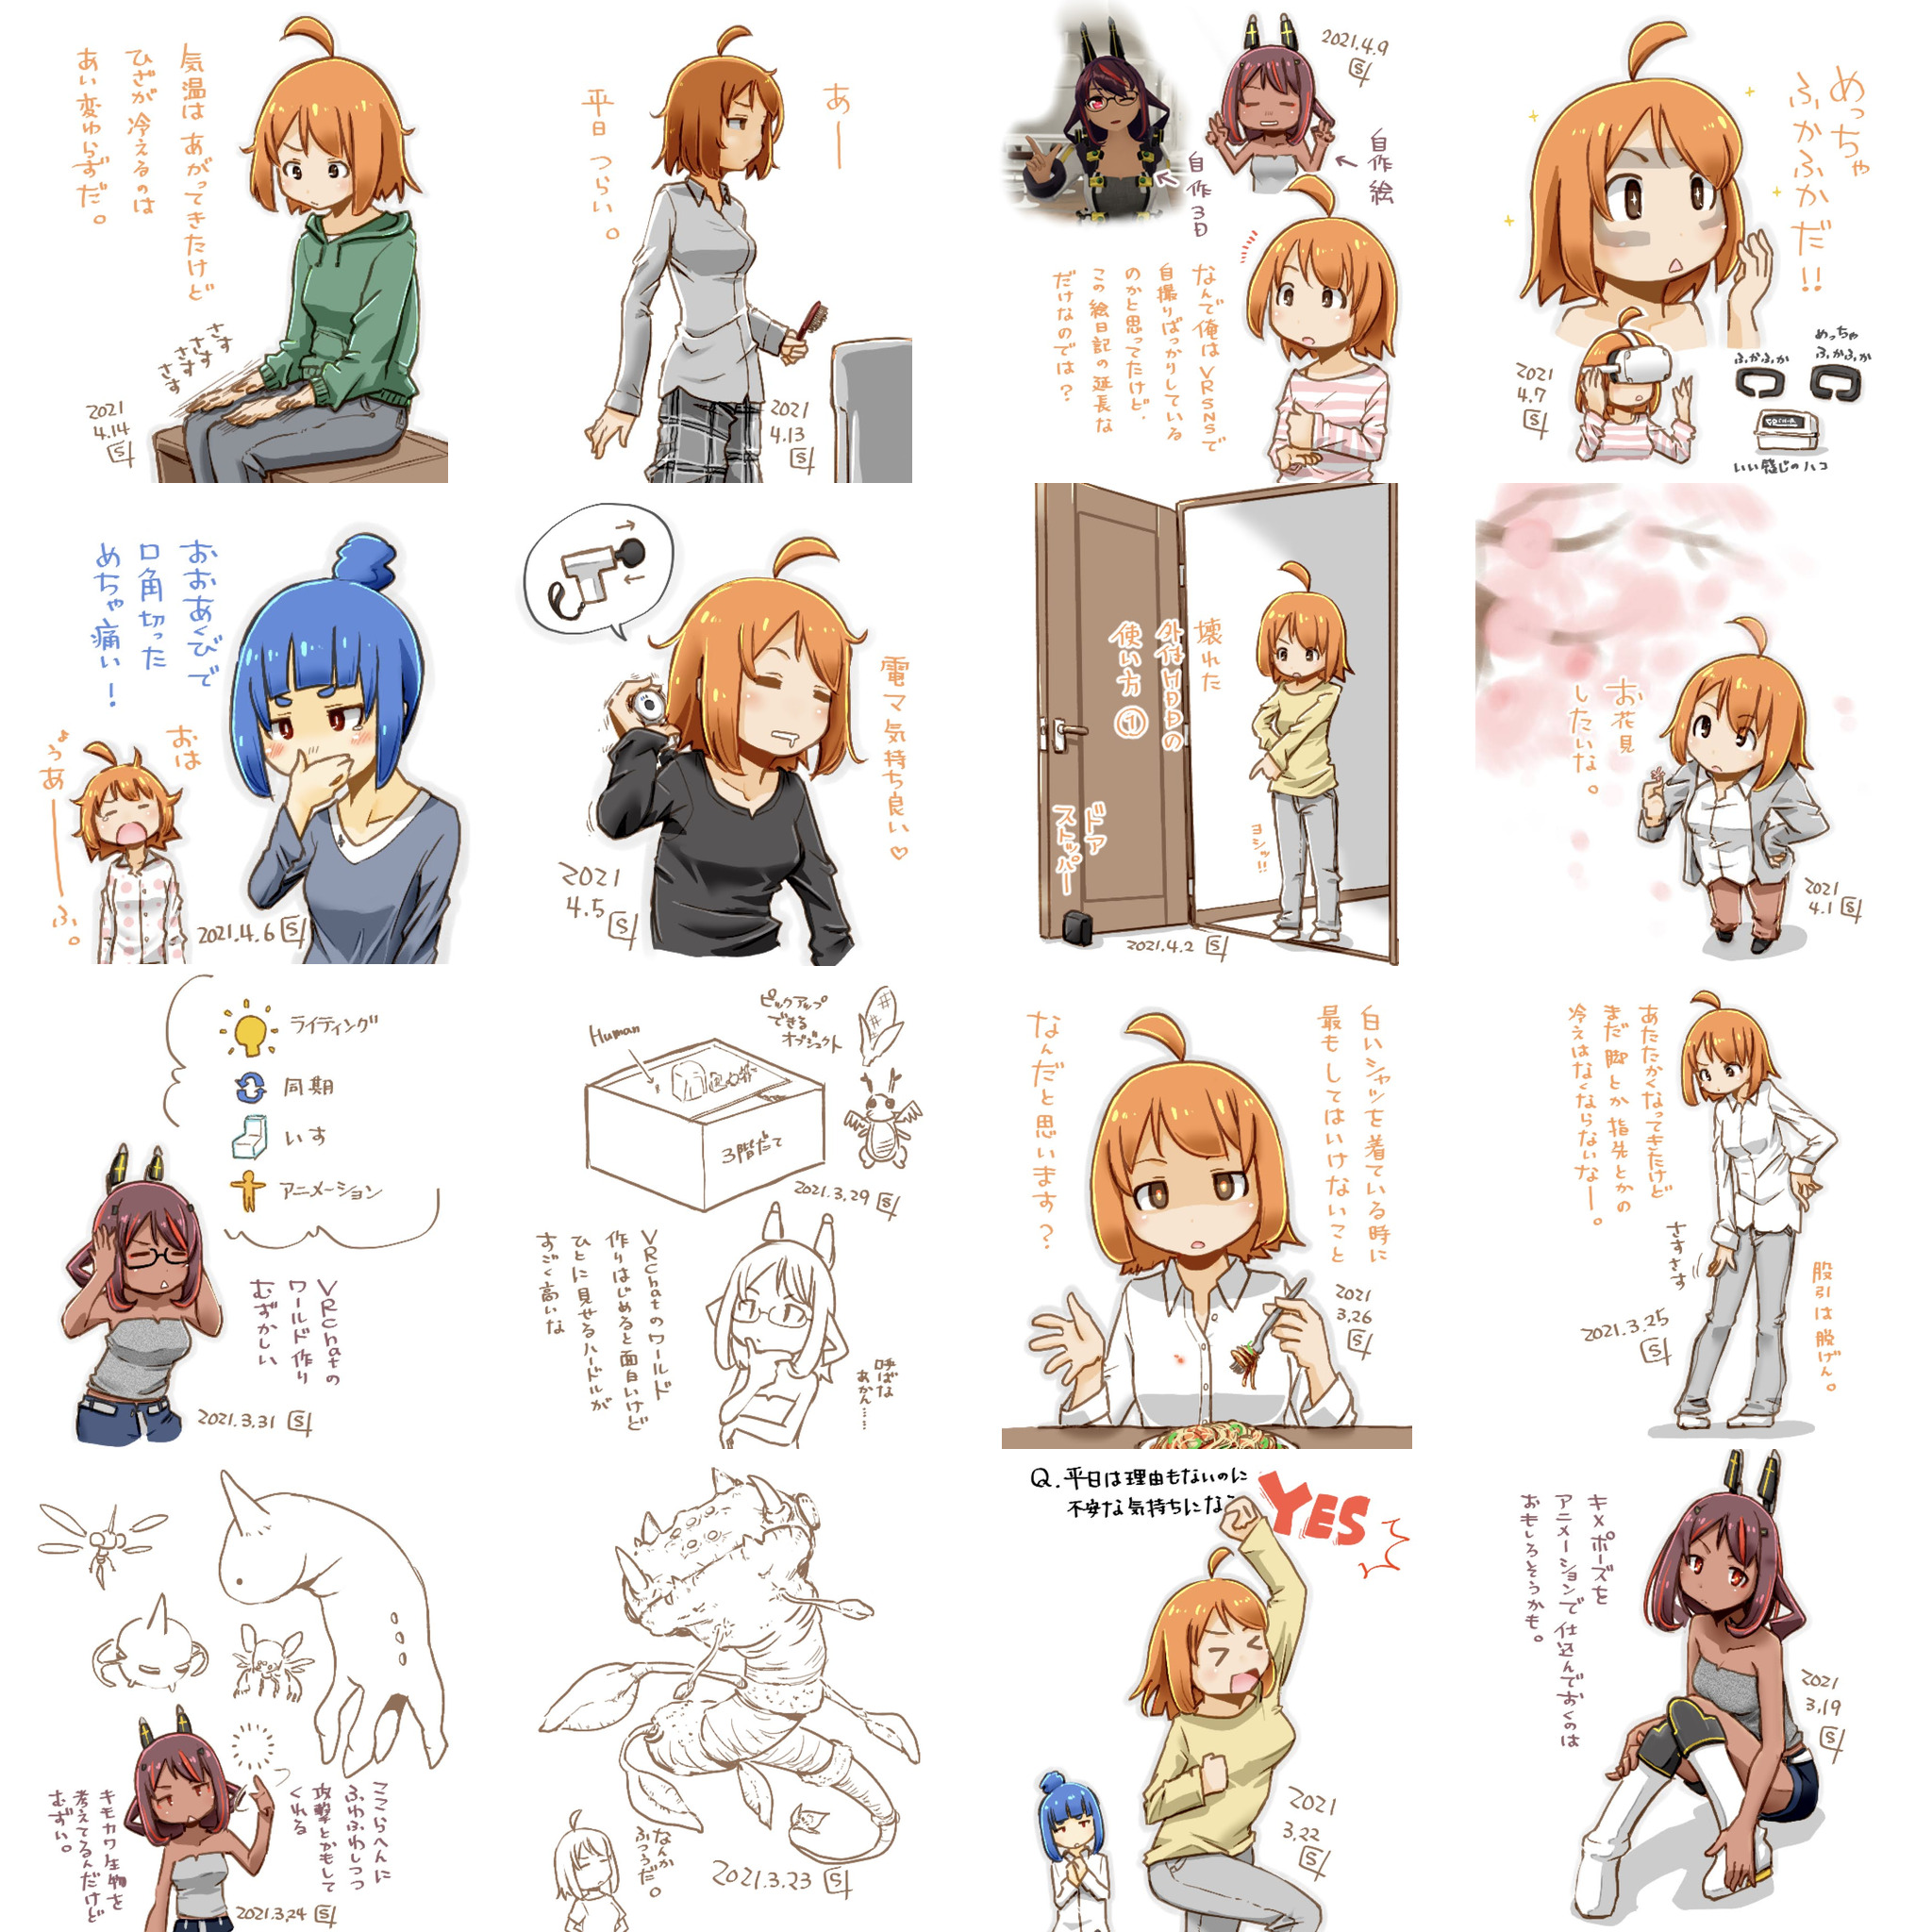 気温は あがってきたけど
ひざが 冷えるのは
あい変わらずだ。
さすさすさすさす
2021
4.14
S
あー
平日 つらい。
2021
4.13
S
2021.4.9
S
自作3D
自作絵
なんで俺はVRSNSで
自撮りばっかりしている
のかと思ってたけど、
この絵日記の延長な
だけなのでは？
めっちゃ
ふかふかだ!!
2021
4.7
S
ふかふか
めっちゃ
ふかふか
いい感じのハコ
おおあくびで
口角切った
めちゃ痛い！
おは
ようあーーふ。
2021.4.6
S
電マ気持ち良い♡
2021
4.5
S
壊れた
外付けHDDの
使い方①
ドア
ストッパー
ヨシッ!!
2021.4.2
S
お花見
したいな。
2021
4.1
S
ライティング
同期
いす
アニメーション
VRChatの
ワールド作り
むずかしい
2021.3.31
S
ピックアップ
できる
オブジェクト
Human
3階だて
2021.3.29
S
VRChatのワールド
作りはじめると面白いけど
ひとに見せるハードルが
すごく高いな
呼ばな
あかん……
白いシャツを着ている時に
最もしてはいけないこと
なんだと思います？
2021
3.26
S
あたたかくなってきたけど
まだ脚とか指先とかの
冷えはなくならないなー。
さすさす
股引は脱げん。
2021.3.25
S
ここらへんに
ふわふわしつつ
攻撃とかもして
くれる
キモカワ生物を
考えてるんだけど
むずい。
2021.3.24
S
なんか
ふつうだ。
2021.3.23
S
Q.平日は理由もないのに
不安な気持ちになる
YES
2021
3.22
S
キメポーズを
アニメーションで仕込んでおくのは
おもしろそうかも。
2021
3.19
S